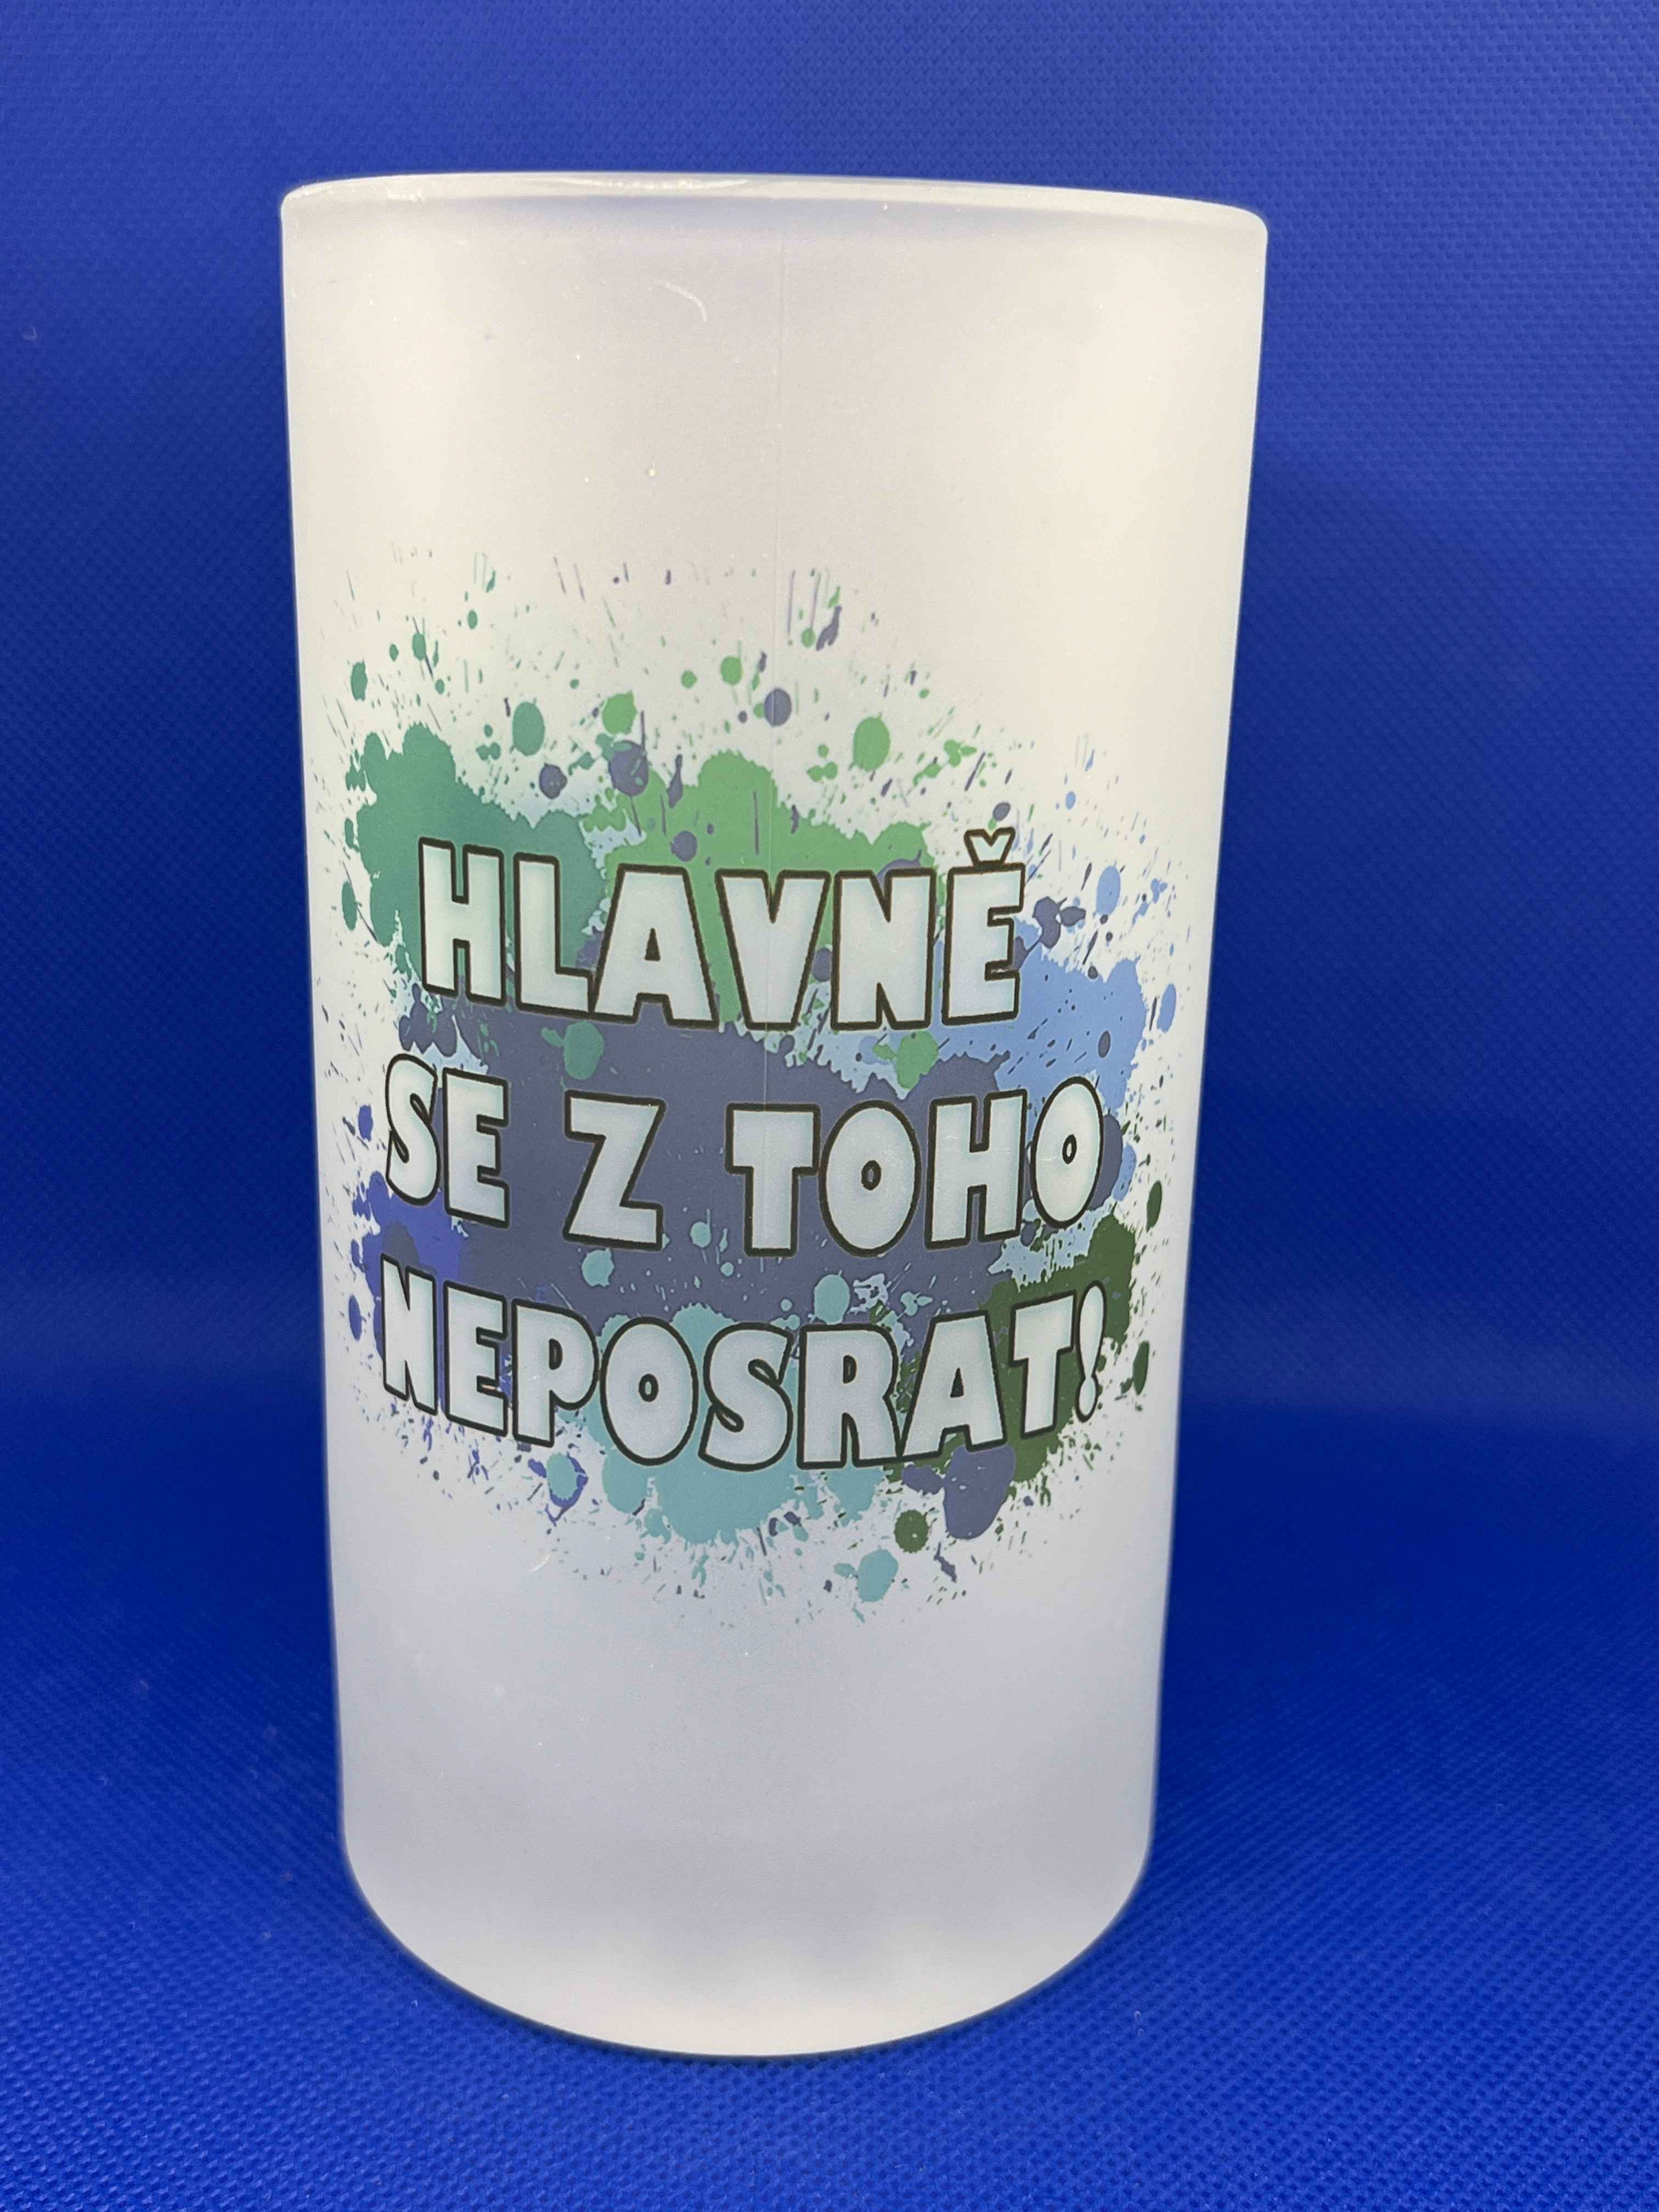 HLAVNĚ
SE Z TOHO
NEPOSRAT!